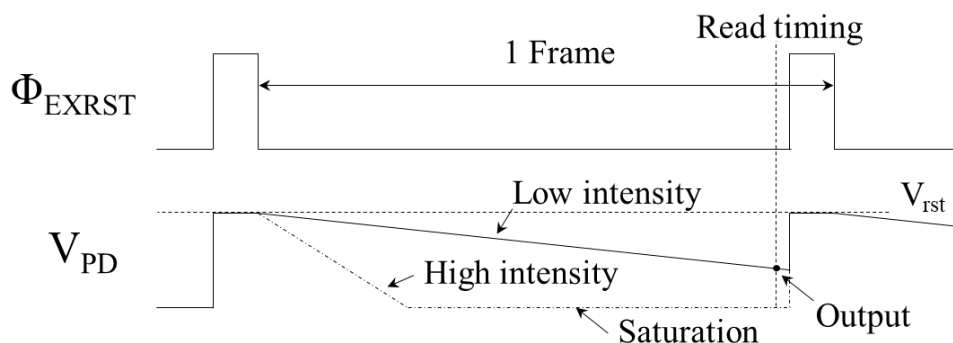 Read timing
1 Frame
Φ_EXRST
Low intensity
V_rst
V_PD
High intensity
Saturation
Output